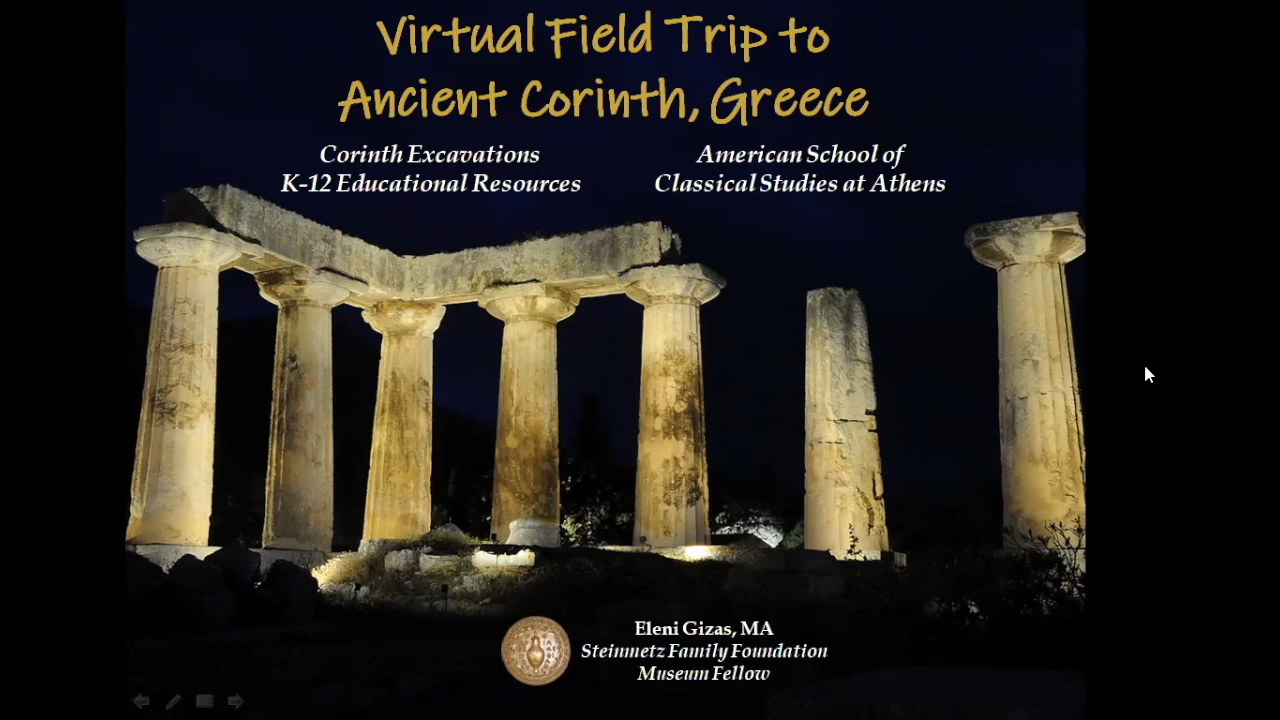 Virtual Field Trip to
Ancient Corinth, Greece
Corinth Excavations
K-12 Educational Resources
American School of
Classical Studies at Athens
Eleni Gizas, MA
Steinmetz Family Foundation
Museum Fellow